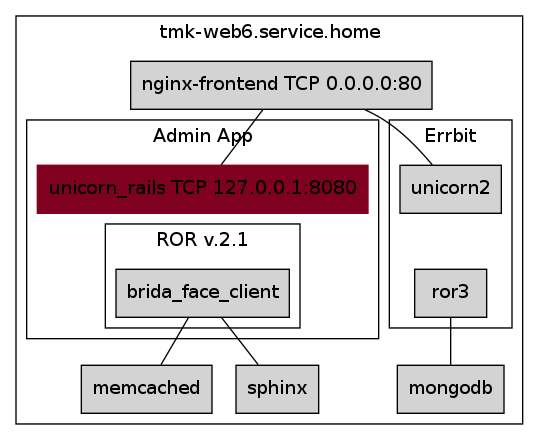 tmk-web6.service.home
nginx-frontend TCP 0.0.0.0:80
Admin App
Errbit
unicorn_rails TCP 127.0.0.1:8080
unicorn2
ROR v.2.1
brida_face_client
ror3
memcached
sphinx
mongodb